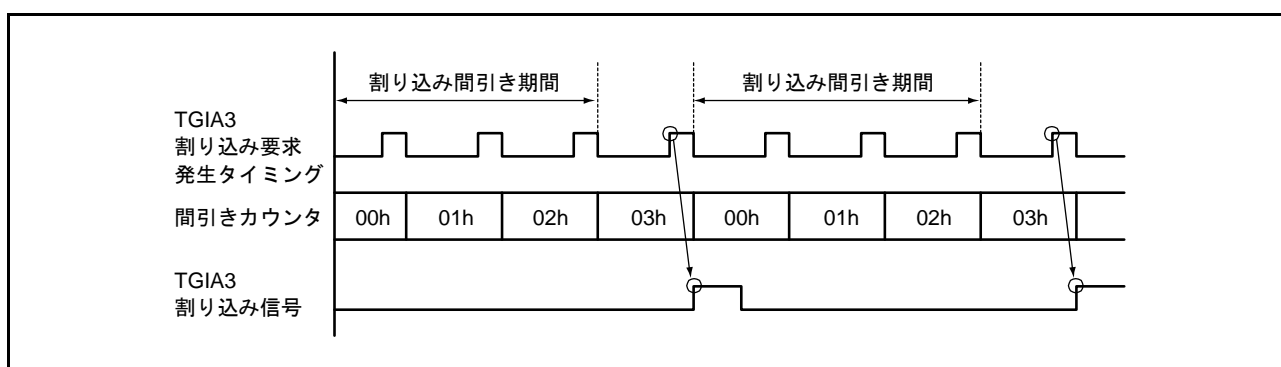 割り込み間引き期間 割り込み間引き期間
TGIA3
割り込み要求
発生タイミング
間引きカウンタ 00h 01h 02h 03h 00h 01h 02h 03h
TGIA3
割り込み信号